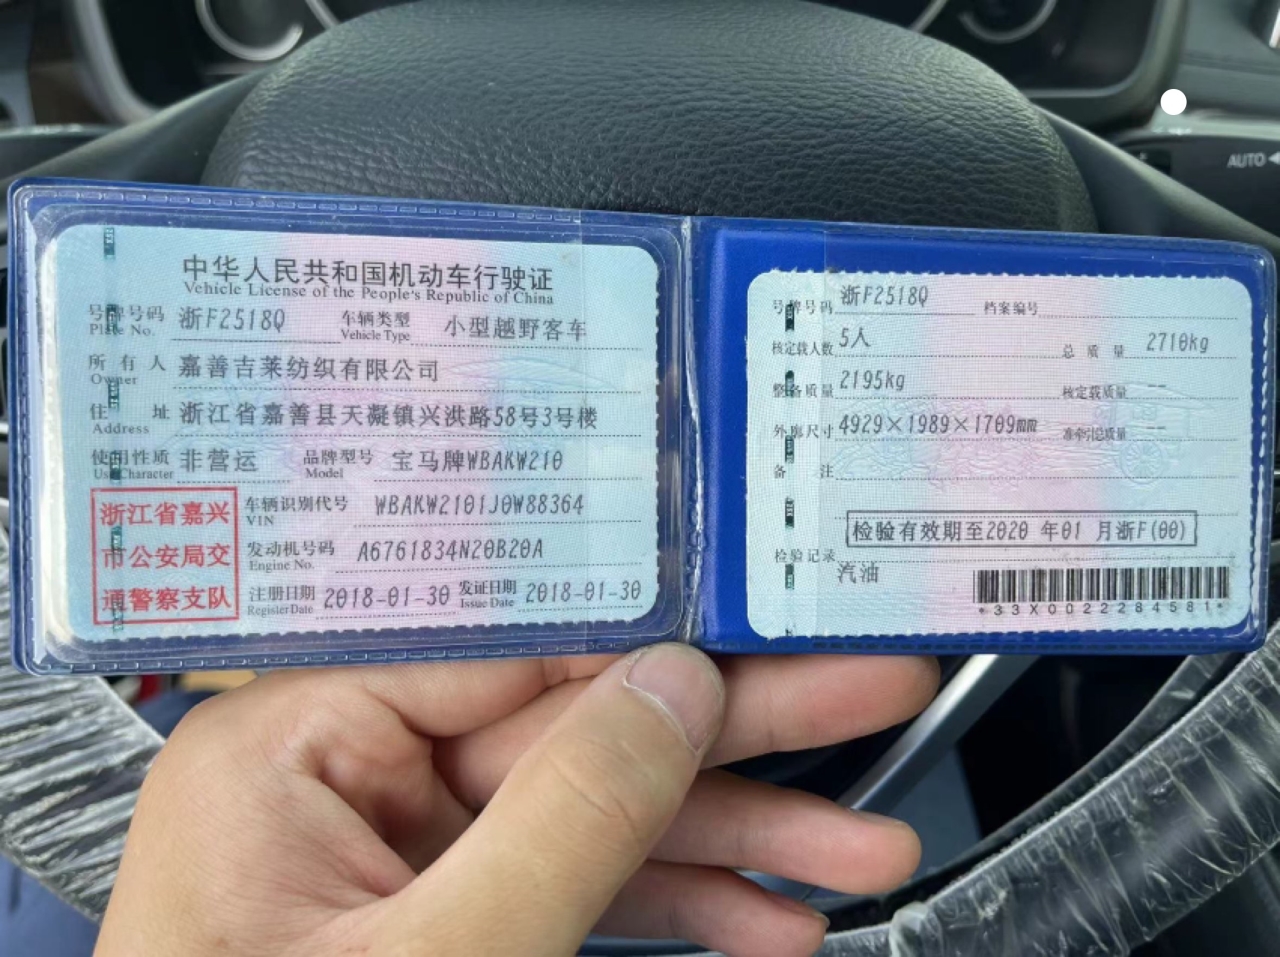 AUTO
中华人民共和国机动车行驶证
Vehicle License of the People's Republic of China
号牌号码 浙F2518Q 车辆类型 小型越野客车
Plate No. Vehicle Type
所有人 嘉善吉莱纺织有限公司
Owner
住址 浙江省嘉善县天凝镇兴洪路58号3号楼
Address
使用性质 非营运 品牌型号 宝马牌WBAKW210
Use Character Model
浙江省嘉兴
市公安局交
通警察支队
车辆识别代号 WBAKW2101J0W88364
VIN
发动机号码 A6761834N20B20A
Engine No.
注册日期 2018-01-30 发证日期 2018-01-30
Register Date Issue Date
号牌号码 浙F2518Q 档案编号
核定载人数 5人 总质量 2710kg
整备质量 2195kg 核定载质量 --
外廓尺寸 4929×1989×1709mm 准牵引总质量 --
备注
检验有效期至2020 年01 月浙F(00)
检验记录
汽油
*33X0022284581*